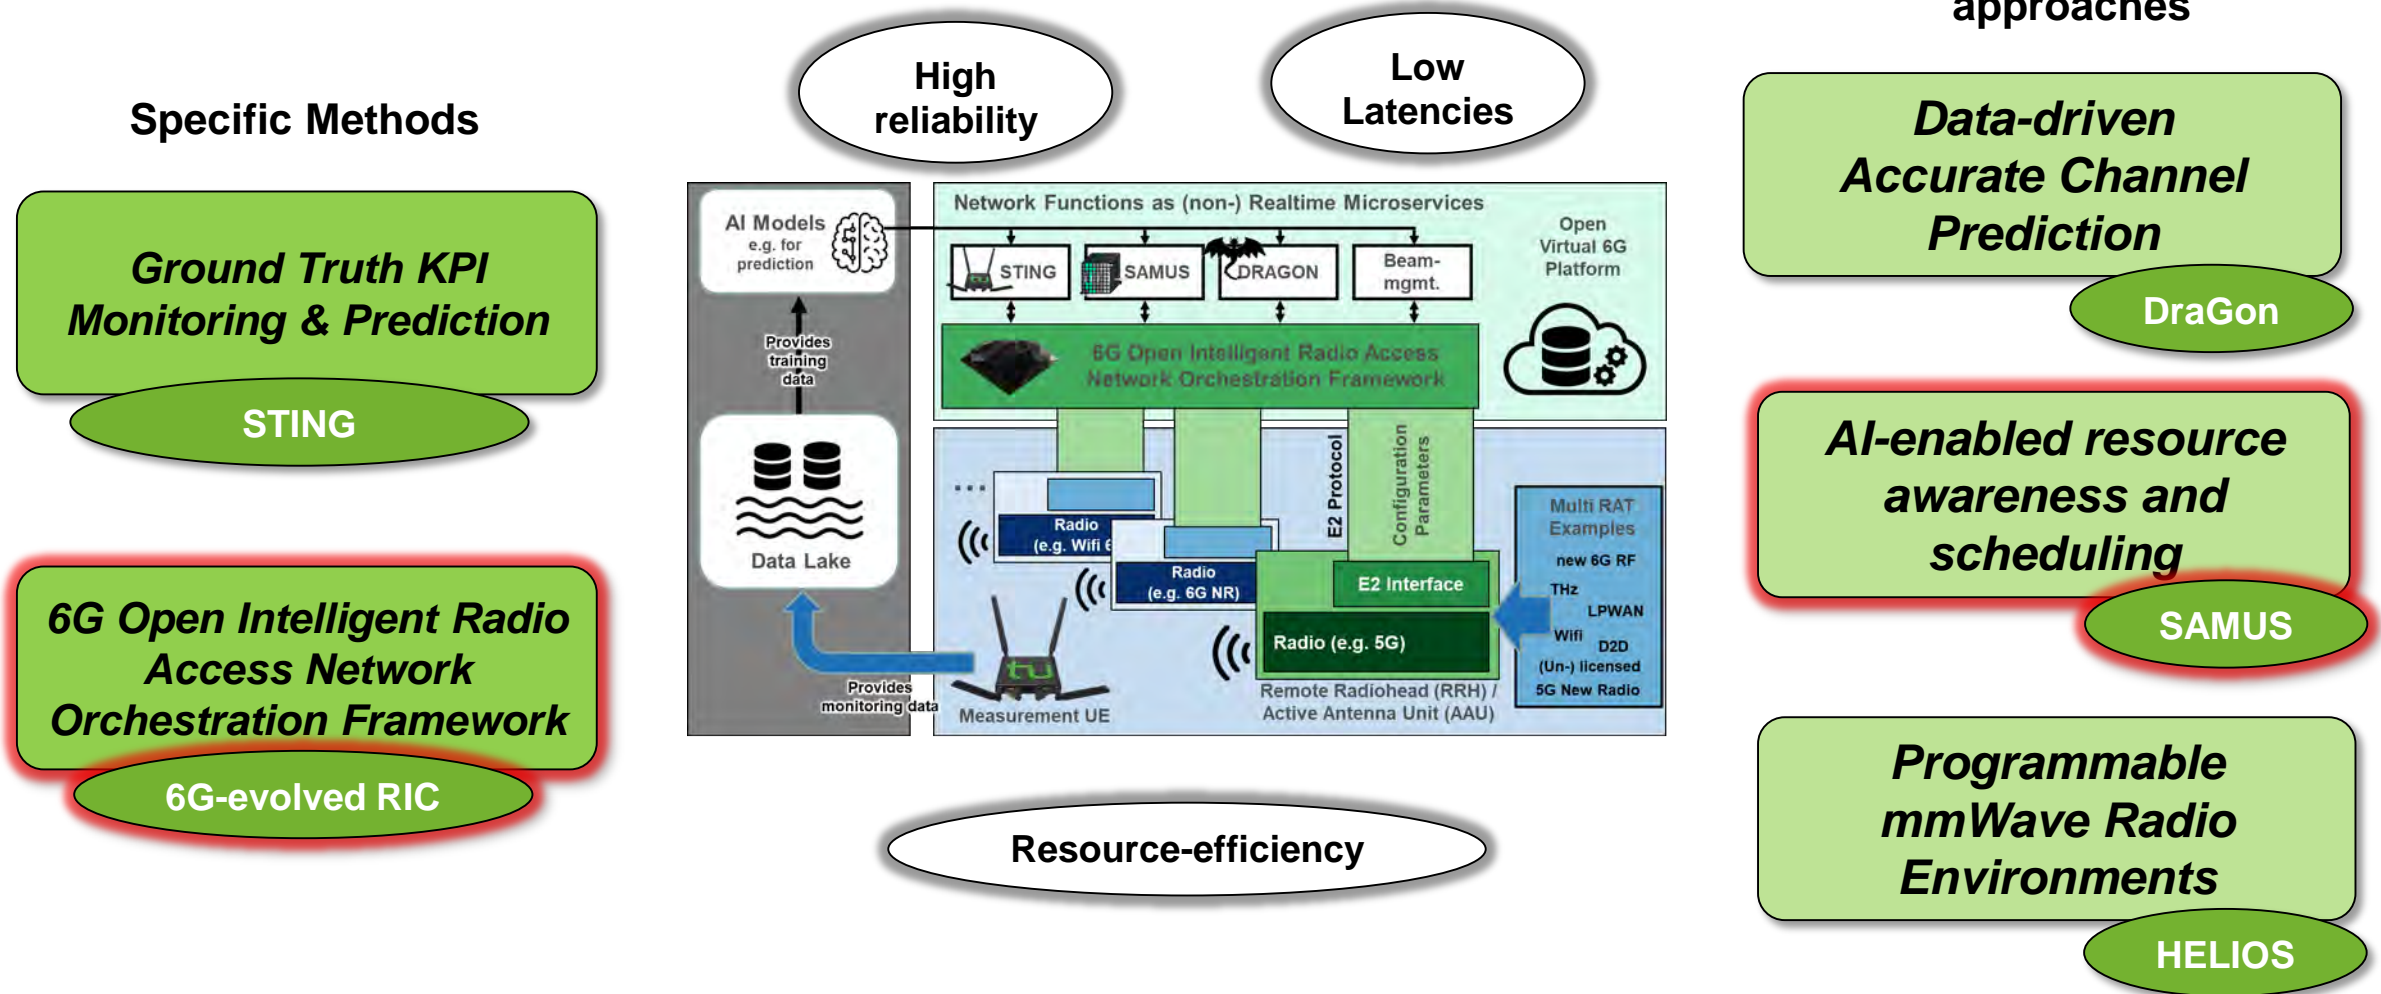 approaches
Specific Methods
High
reliability
Low
Latencies
Ground Truth KPI
Monitoring & Prediction
STING
6G Open Intelligent Radio
Access Network
Orchestration Framework
6G-evolved RIC
AI Models
e.g. for
prediction
Provides
training
data
Data Lake
Provides
monitoring data
Network Functions as (non-) Realtime Microservices
STING
SAMUS
DRAGON
Beam-
mgmt.
Open
Virtual 6G
Platform
6G Open Intelligent Radio Access
Network Orchestration Framework
E2 Protocol
Configuration
Parameters
...
Radio
(e.g. Wifi 6
Radio
(e.g. 6G NR)
E2 Interface
Radio (e.g. 5G)
Remote Radiohead (RRH) /
Active Antenna Unit (AAU)
tu
Measurement UE
Multi RAT
Examples
new 6G RF
THz
LPWAN
Wifi
D2D
(Un-) licensed
5G New Radio
Resource-efficiency
Data-driven
Accurate Channel
Prediction
DraGon
AI-enabled resource
awareness and
scheduling
SAMUS
Programmable
mmWave Radio
Environments
HELIOS